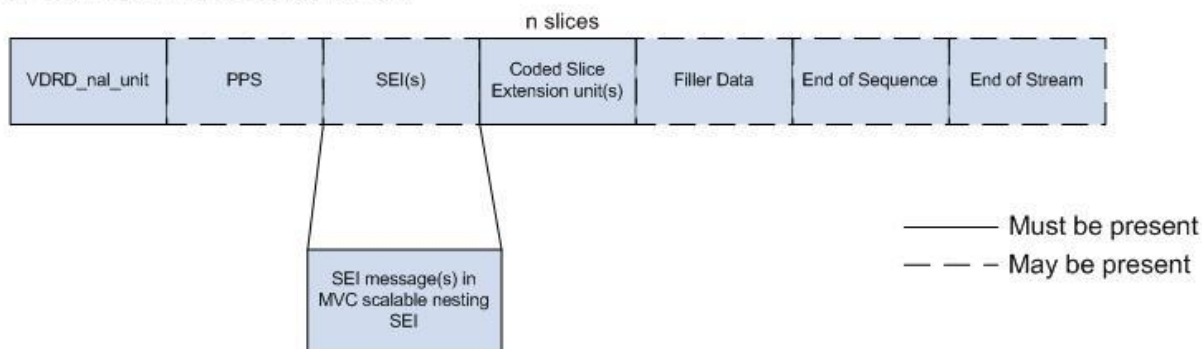 n slices
VDRD_nal_unit
PPS
SEI(s)
Coded Slice
Extension unit(s)
Filler Data
End of Sequence
End of Stream
SEI message(s) in
MVC scalable nesting
SEI
Must be present
May be present